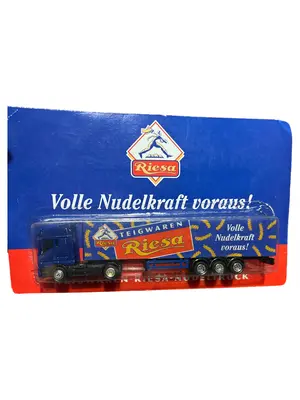 Riesa
Volle Nudelkraft voraus!
TEIGWAREN
Riesa
Volle
Nudelkraft
voraus!